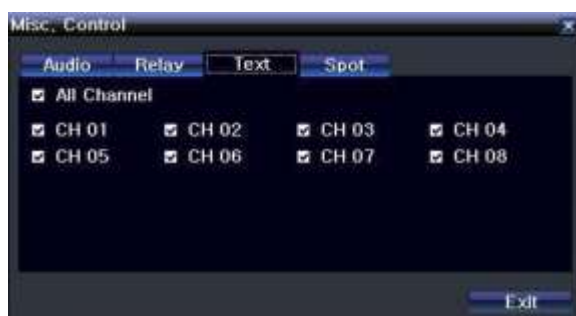 Misc, Control
Audio Relay Text Spot
All Channel
CH 01 CH 02 CH 03 CH 04
CH 05 CH 06 CH 07 CH 08
Exit